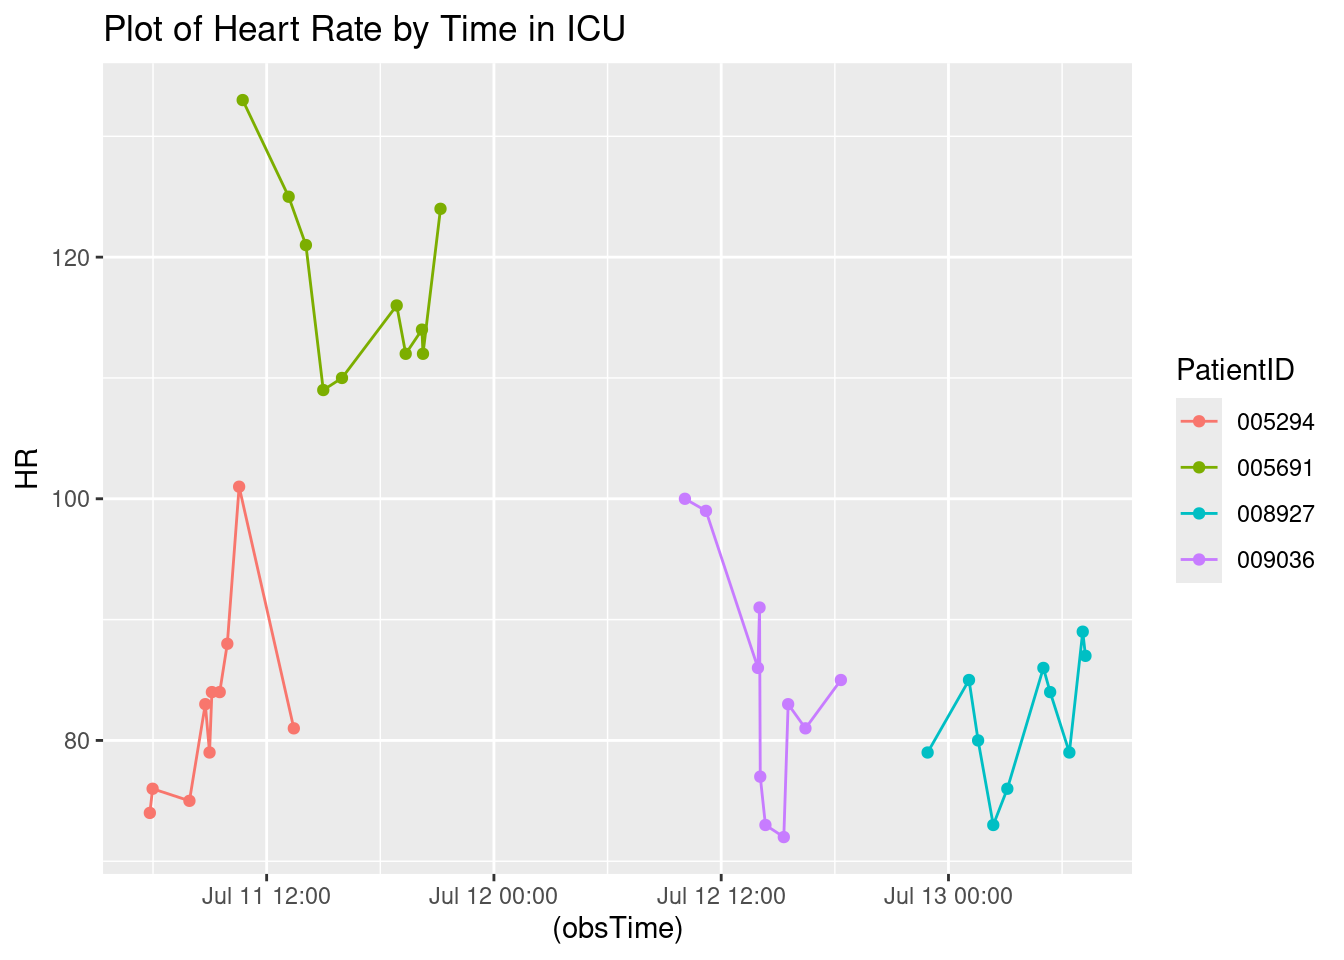 Plot of Heart Rate by Time in ICU
HR
120
100
80
Jul 11 12:00
Jul 12 00:00
Jul 12 12:00
Jul 13 00:00
(obsTime)
PatientID
005294
005691
008927
009036